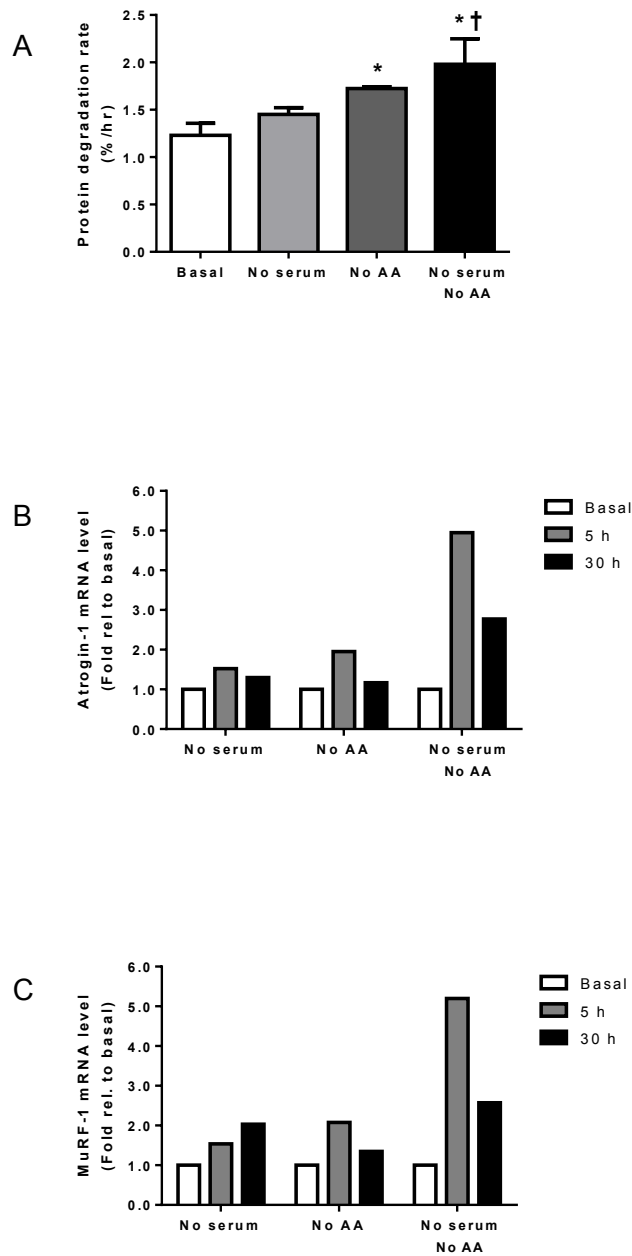 A
Protein degradation rate
(% /hr)
2.5
2.0
1.5
1.0
0.5
0.0
*
* †
Basal
No serum
No AA
No serum
No AA
B
Atrogin-1 mRNA level
(Fold rel to basal)
6.0
5.0
4.0
3.0
2.0
1.0
0.0
No serum
No AA
No serum
No AA
Basal
5 h
30 h
C
MuRF-1 mRNA level
(Fold rel. to basal)
6.0
5.0
4.0
3.0
2.0
1.0
0.0
No serum
No AA
No serum
No AA
Basal
5 h
30 h